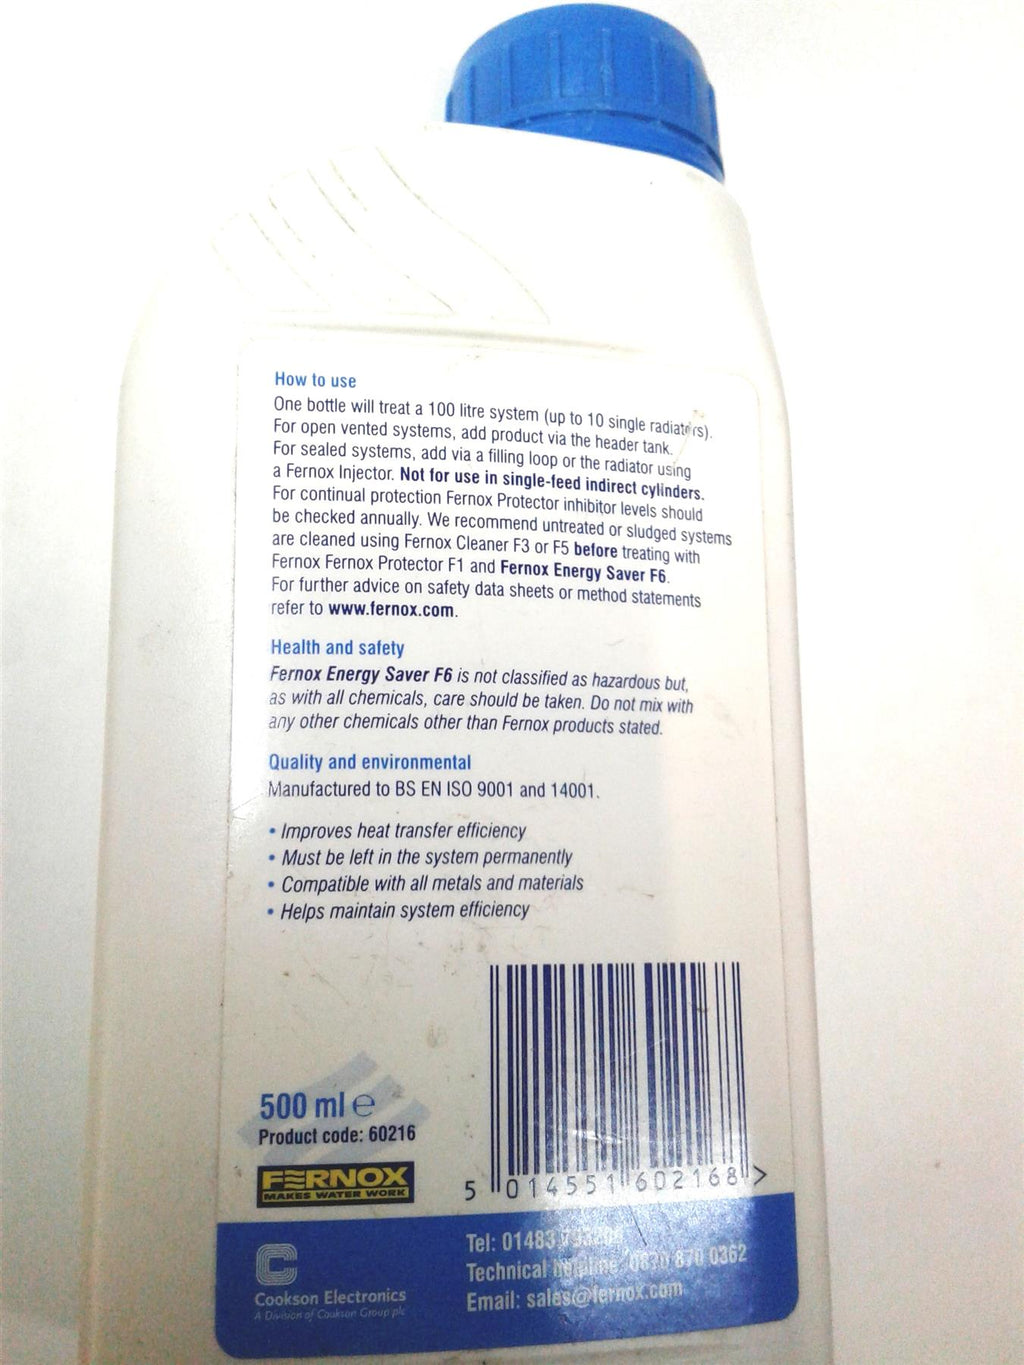 How to use
One bottle will treat a 100 litre system (up to 10 single radiators).
For open vented systems, add product via the header tank.
For sealed systems, add via a filling loop or the radiator using
a Fernox Injector. Not for use in single-feed indirect cylinders.
For continual protection Fernox Protector inhibitor levels should
be checked annually. We recommend untreated or sludged systems
are cleaned using Fernox Cleaner F3 or F5 before treating with
Fernox Fernox Protector F1 and Fernox Energy Saver F6.
For further advice on safety data sheets or method statements
refer to www.fernox.com.
Health and safety
Fernox Energy Saver F6 is not classified as hazardous but,
as with all chemicals, care should be taken. Do not mix with
any other chemicals other than Fernox products stated.
Quality and environmental
Manufactured to BS EN ISO 9001 and 14001.
• Improves heat transfer efficiency
• Must be left in the system permanently
• Compatible with all metals and materials
• Helps maintain system efficiency
500 ml ℮
Product code: 60216
FERNOX
MAKES WATER WORK
5 014551 602168 >
Cookson Electronics
A Division of Cookson Group plc
Tel: 01483
Technical helpline 0870 870 0362
Email: sales@fernox.com